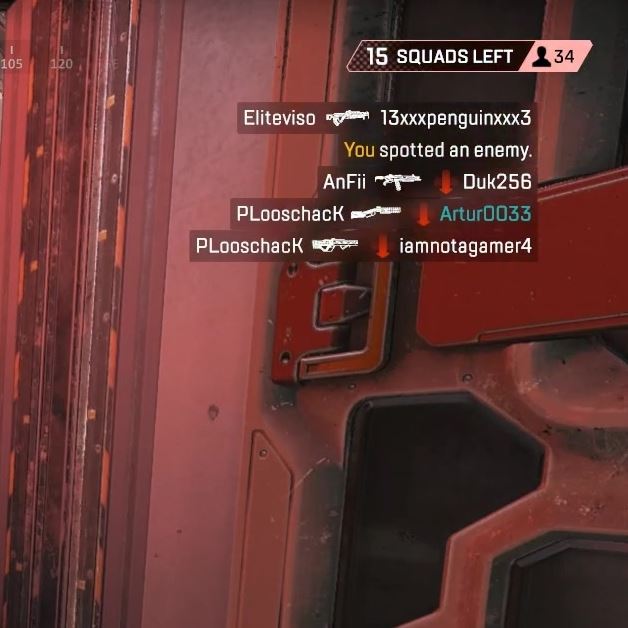 15 SQUADS LEFT 34
105 120
Eliteviso 13xxxpenguinxxx3
You spotted an enemy.
AnFii Duk256
PLooschacK Artur0033
PLooschacK iamnotagamer4